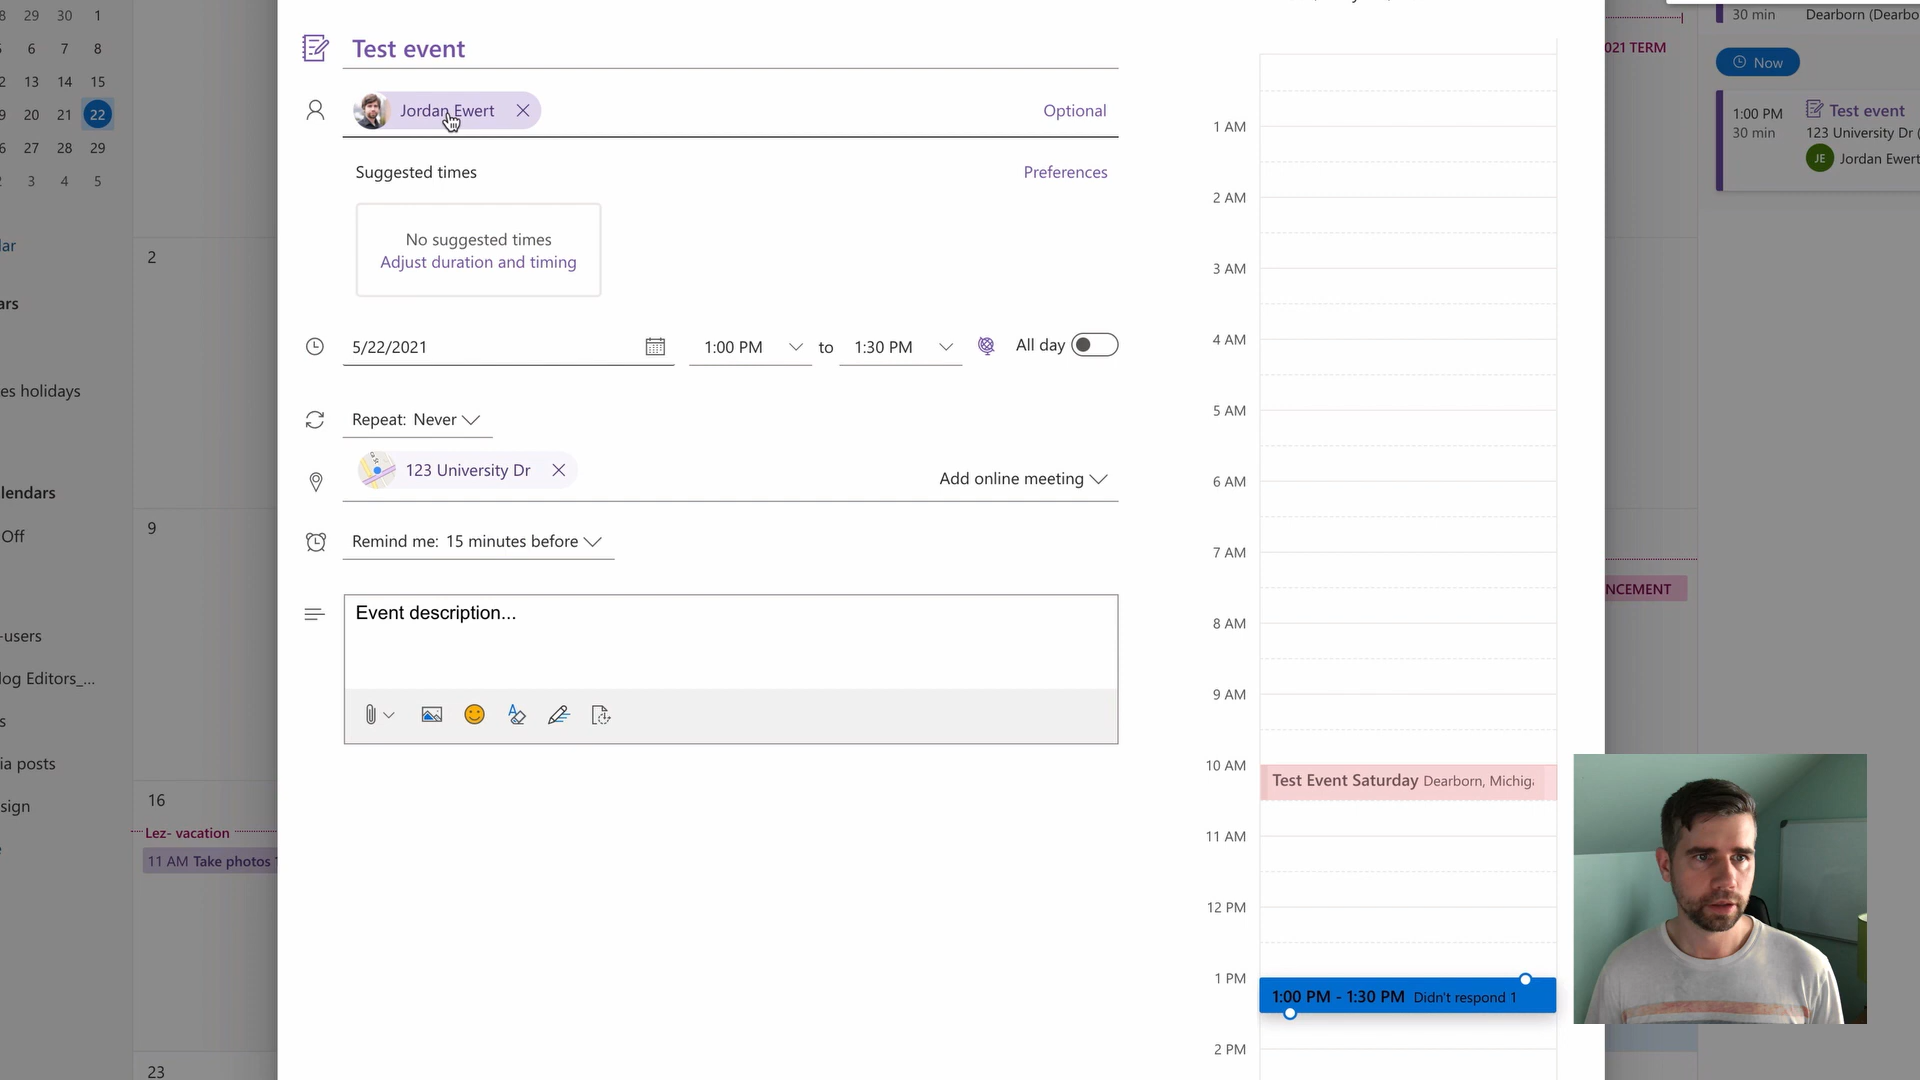 29 30 1
6 7 8
13 14 15
20 21 22
27 28 29
3 4 5
2
9
16
Lez- vacation
11 AM Take photos
23
es holidays
lendars
Off
-users
log Editors_...
ia posts
sign
Test event
Jordan Ewert
Optional
Suggested times
Preferences
No suggested times
Adjust duration and timing
5/22/2021
1:00 PM to 1:30 PM
All day
Repeat: Never
123 University Dr
Add online meeting
Remind me: 15 minutes before
Event description...
1 AM
2 AM
3 AM
4 AM
5 AM
6 AM
7 AM
8 AM
9 AM
10 AM
Test Event Saturday Dearborn, Michig
11 AM
12 PM
1 PM
1:00 PM - 1:30 PM Didn't respond 1
2 PM
021 TERM
NCEMENT
30 min Dearborn (Dearbo
Now
1:00 PM Test event
30 min 123 University Dr (
JE Jordan Ewert